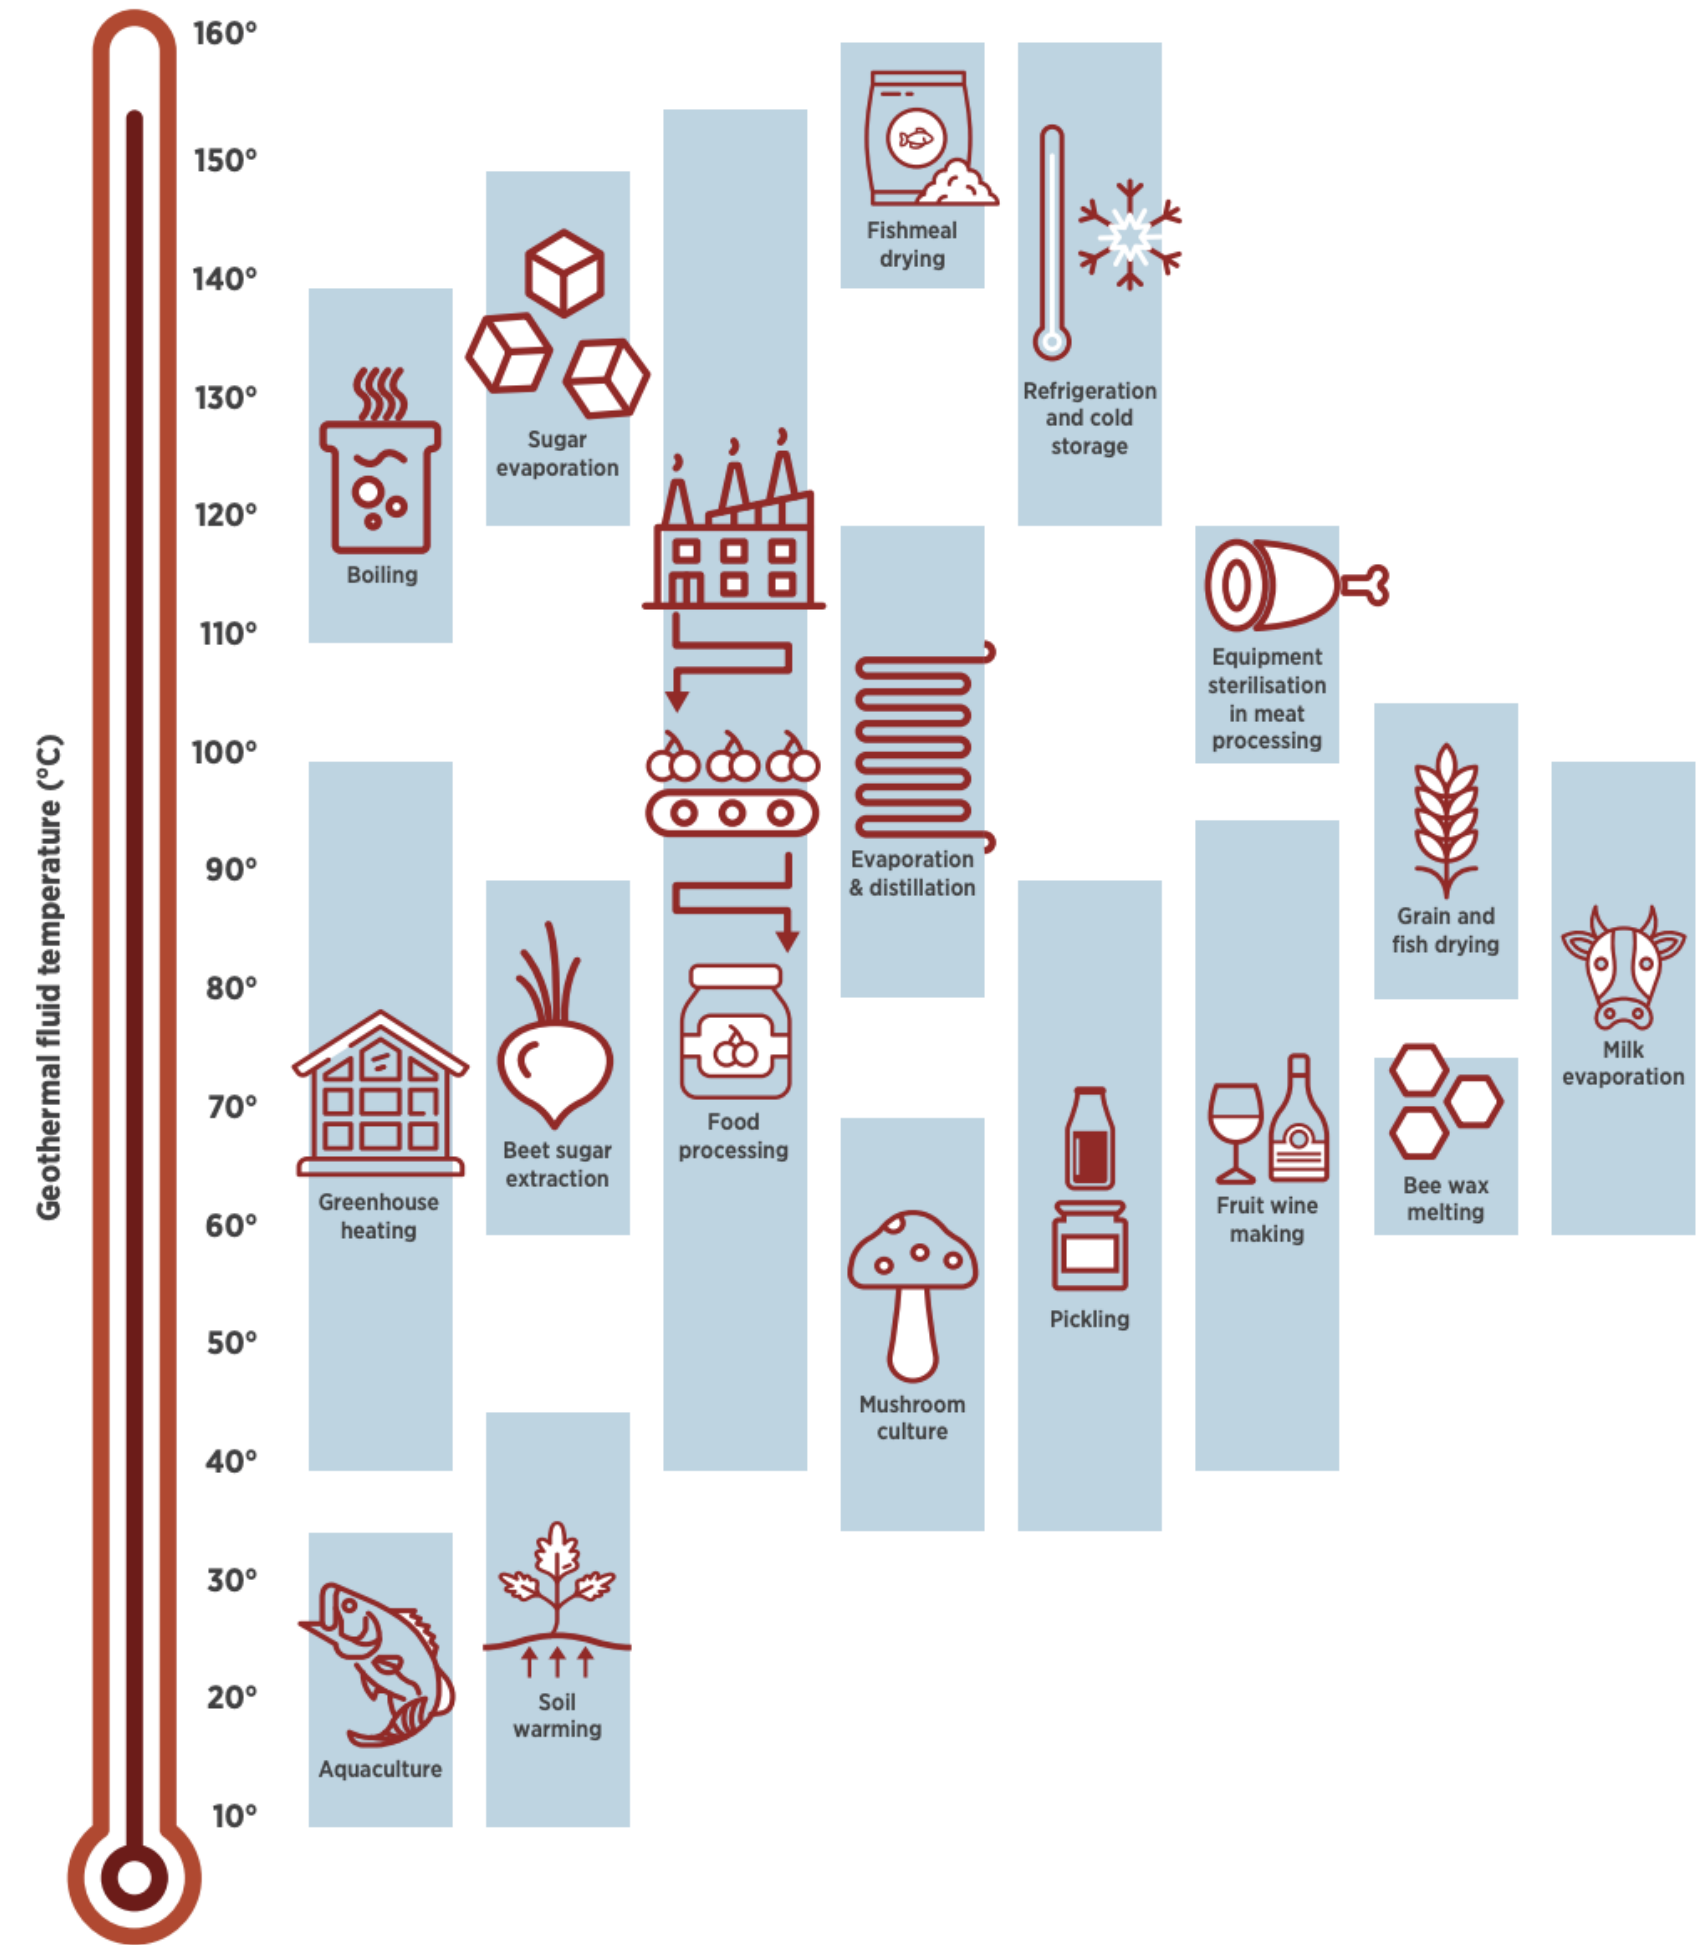 160°
150°
140°
130°
120°
110°
100°
90°
80°
70°
60°
50°
40°
30°
20°
10°
Geothermal fluid temperature (°C)
Fishmeal
drying
Refrigeration
and cold
storage
Sugar
evaporation
Boiling
Equipment
sterilisation
in meat
processing
Evaporation
& distillation
Grain and
fish drying
Milk
evaporation
Food
processing
Beet sugar
extraction
Greenhouse
heating
Bee wax
melting
Fruit wine
making
Pickling
Mushroom
culture
Soil
warming
Aquaculture